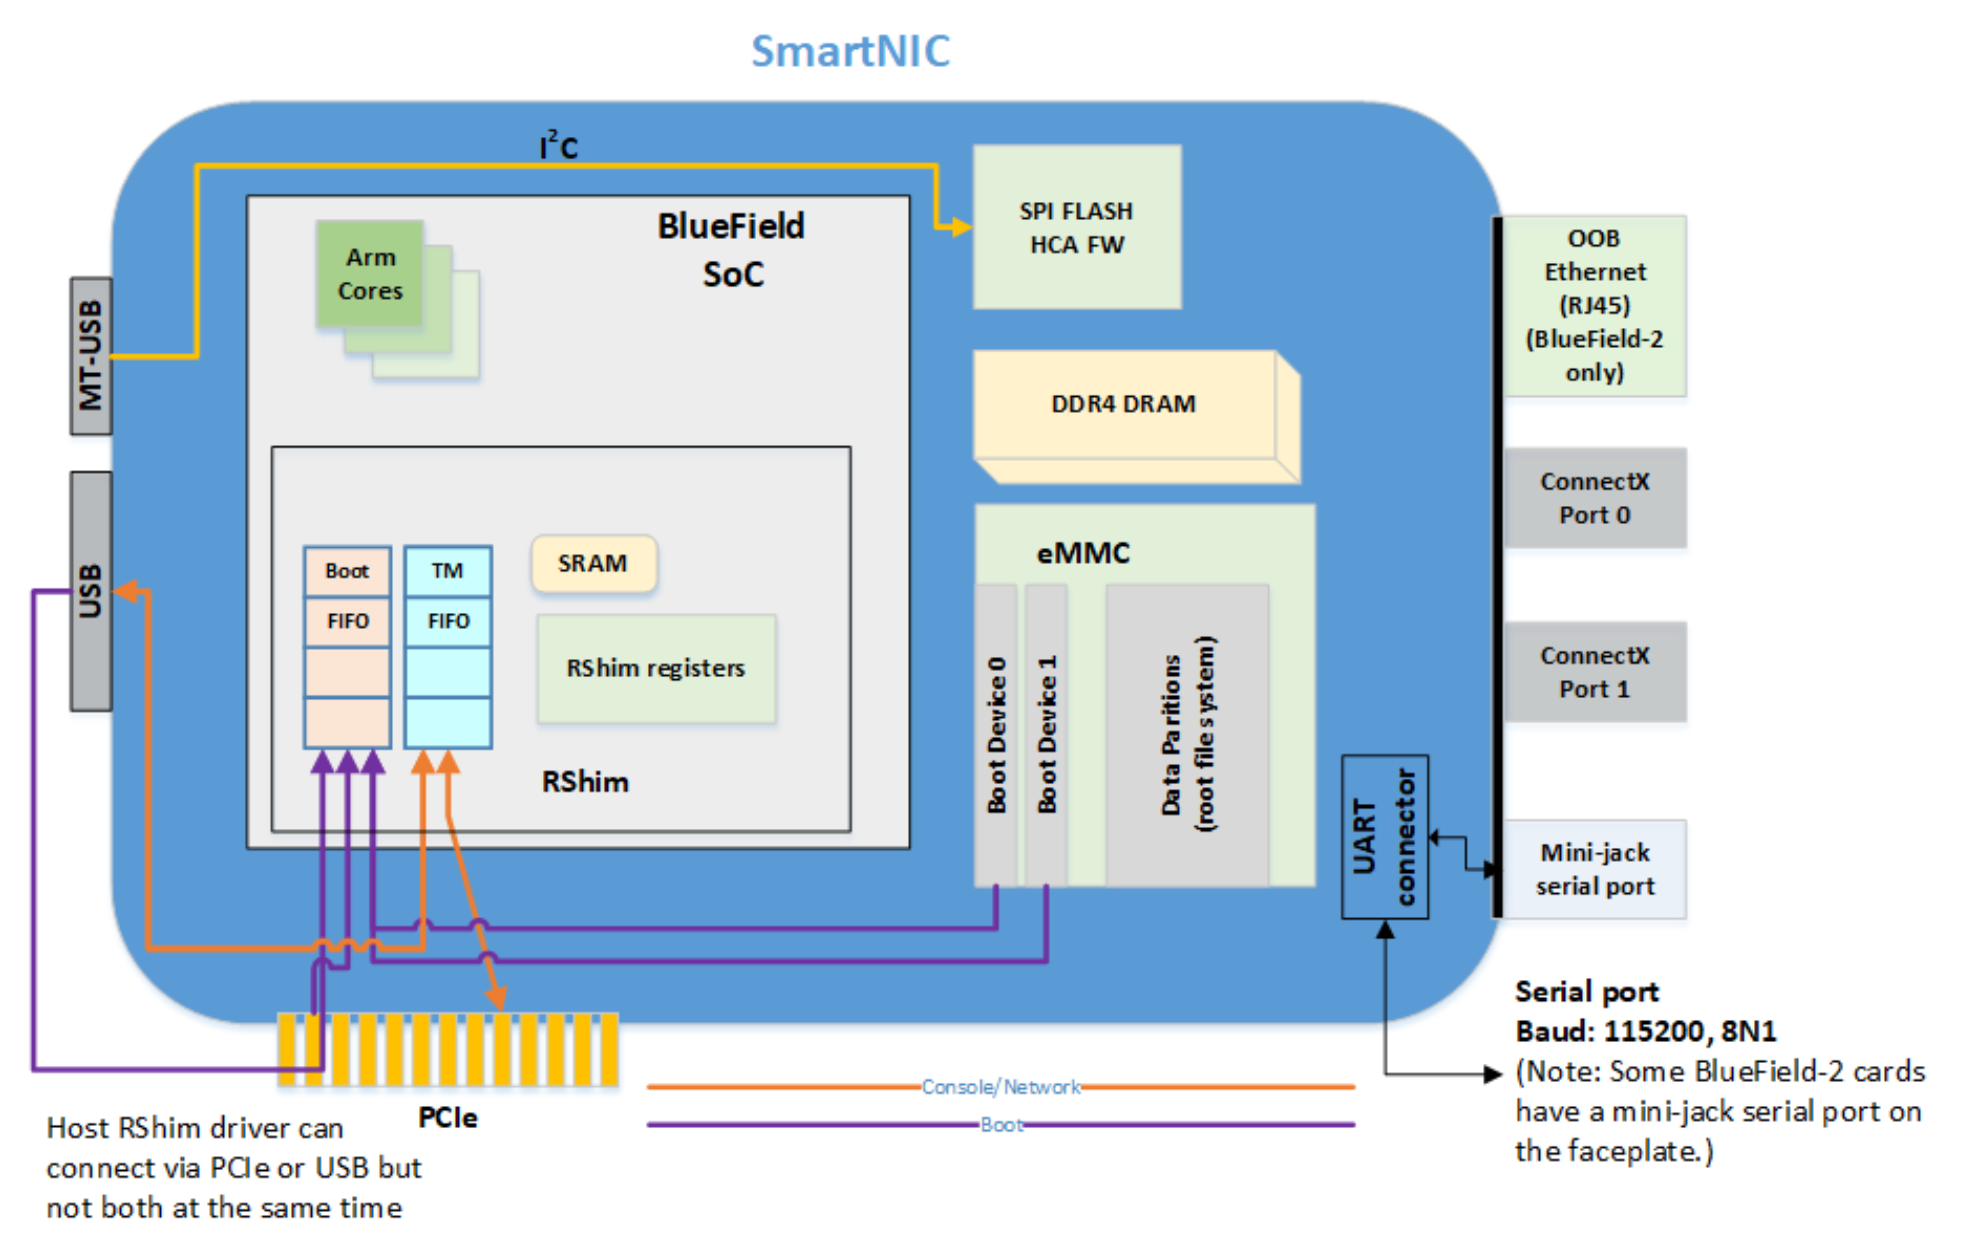 SmartNIC
I²C
BlueField
SoC
Arm
Cores
MT-USB
USB
Boot
FIFO
TM
FIFO
SRAM
RShim registers
RShim
SPI FLASH
HCA FW
DDR4 DRAM
eMMC
Boot Device 0
Boot Device 1
Data Paritions
(root file system)
UART
connector
OOB
Ethernet
(RJ45)
(BlueField-2
only)
ConnectX
Port 0
ConnectX
Port 1
Mini-jack
serial port
Serial port
Baud: 115200, 8N1
(Note: Some BlueField-2 cards
have a mini-jack serial port on
the faceplate.)
PCIe
Console/Network
Boot
Host RShim driver can
connect via PCIe or USB but
not both at the same time